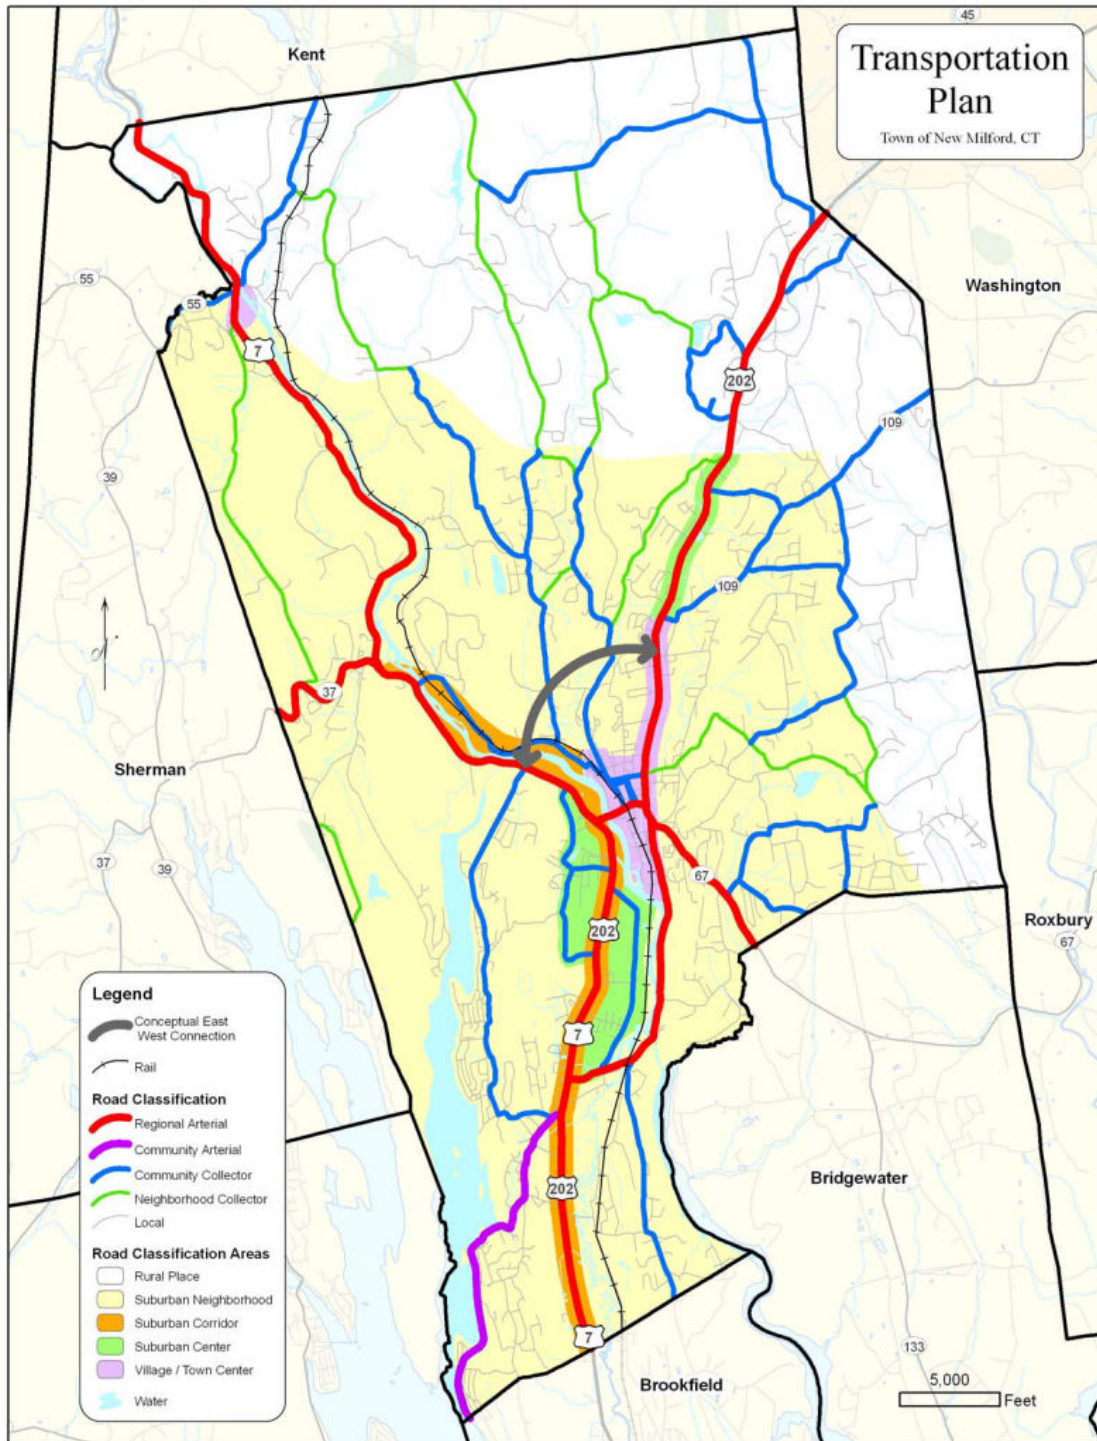 45
Kent
Transportation
Plan
Town of New Milford, CT
55
55
Washington
7
202
109
39
109
37
Sherman
37
39
67
Roxbury
67
202
7
Legend
Conceptual East
West Connection
Rail
Road Classification
Regional Arterial
Community Arterial
Community Collector
Neighborhood Collector
Local
Road Classification Areas
Rural Place
Suburban Neighborhood
Suburban Corridor
Suburban Center
Village / Town Center
Water
Bridgewater
202
7
133
Brookfield
5,000
Feet